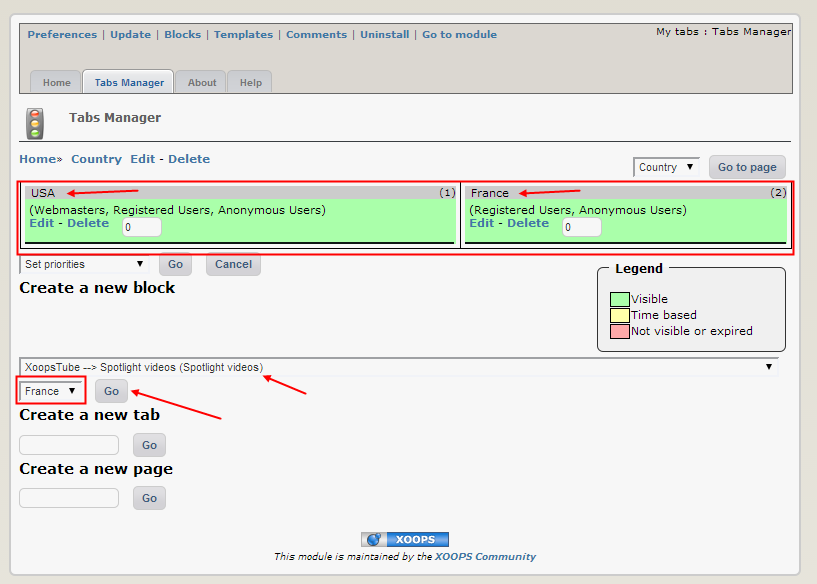 Preferences | Update | Blocks | Templates | Comments | Uninstall | Go to module
My tabs : Tabs Manager
Home Tabs Manager About Help
Tabs Manager
Home» Country Edit - Delete
Country Go to page
USA (1)
(Webmasters, Registered Users, Anonymous Users)
Edit - Delete 0
France (2)
(Registered Users, Anonymous Users)
Edit - Delete 0
Set priorities Go Cancel
Create a new block
Legend
Visible
Time based
Not visible or expired
XoopsTube --> Spotlight videos (Spotlight videos)
France Go
Create a new tab
Go
Create a new page
Go
XOOPS
This module is maintained by the XOOPS Community